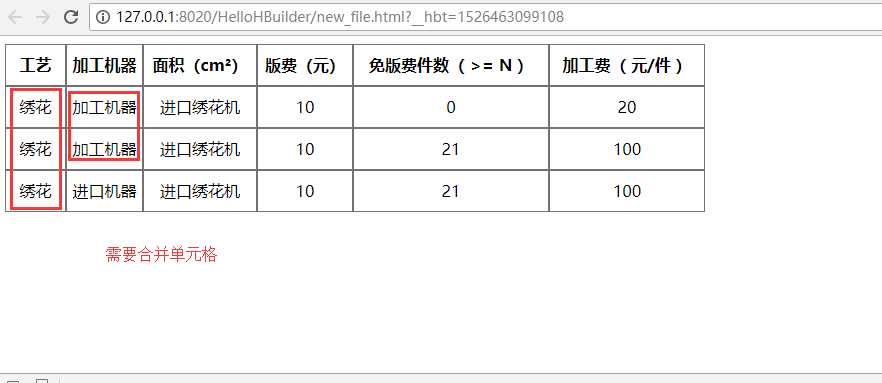 127.0.0.1:8020/HelloHBuilder/new_file.html?__hbt=1526463099108
工艺 加工机器 面积（cm²） 版费（元） 免版费件数（ >= N ） 加工费（ 元/件 ）
绣花 加工机器 进口绣花机 10 0 20
绣花 加工机器 进口绣花机 10 21 100
绣花 进口机器 进口绣花机 10 21 100
需要合并单元格